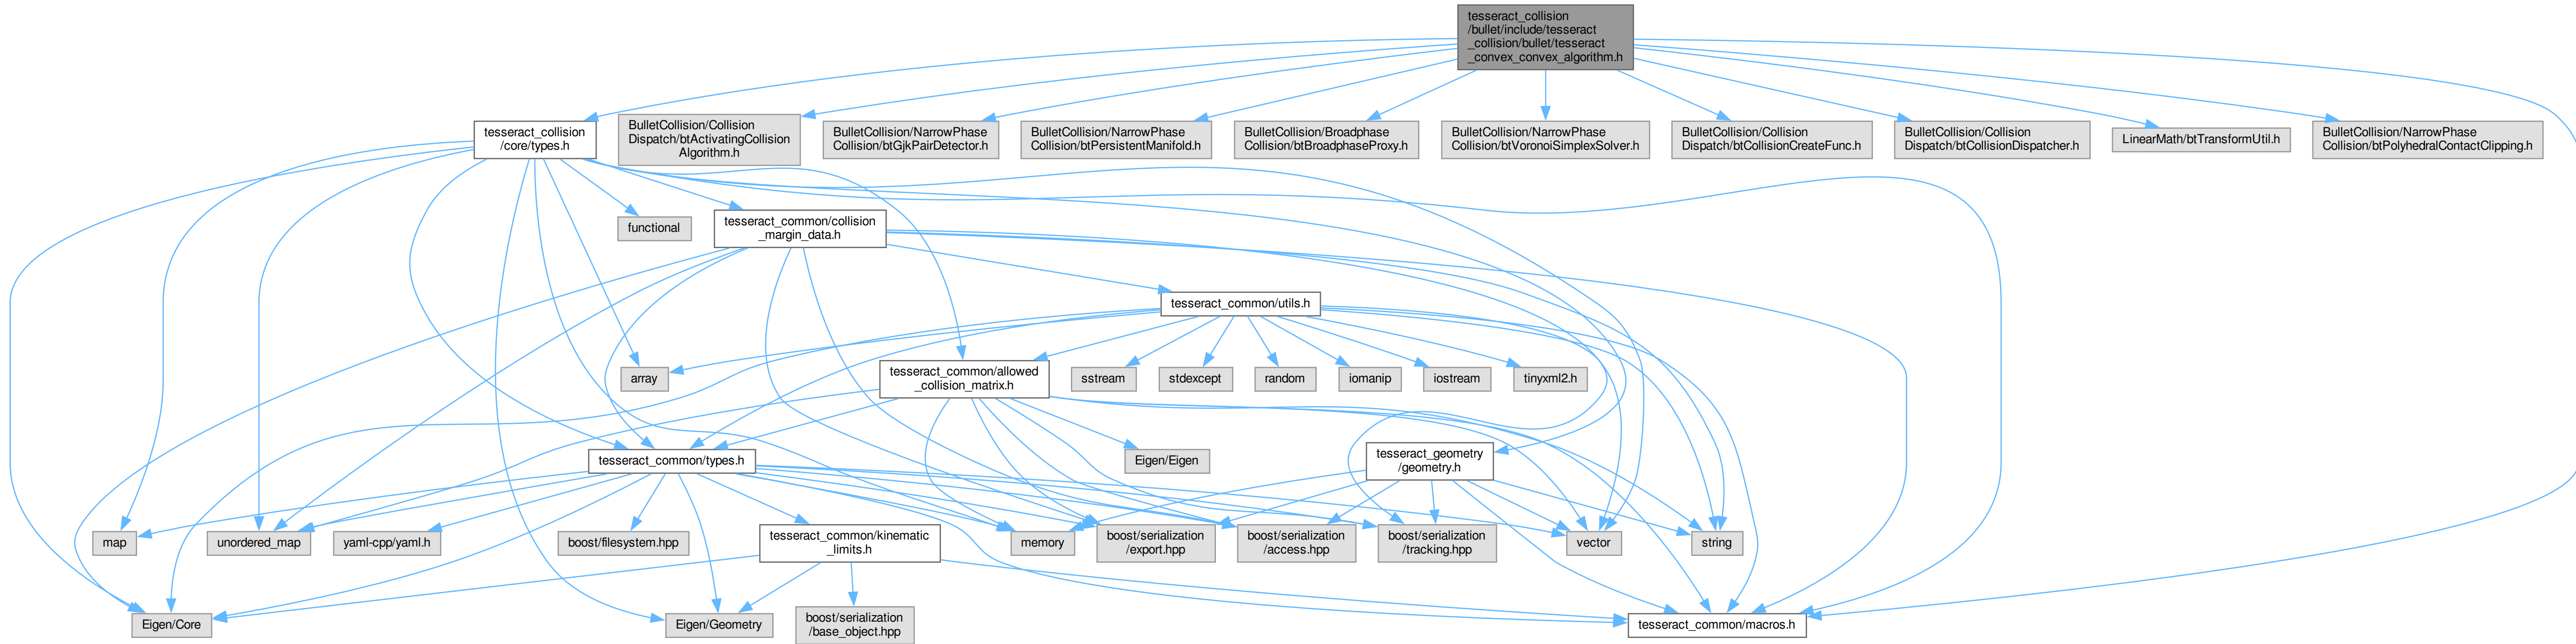 tesseract_collision
/bullet/include/tesseract
_collision/bullet/tesseract
_convex_convex_algorithm.h
tesseract_collision
/core/types.h
BulletCollision/Collision
Dispatch/btActivatingCollision
Algorithm.h
BulletCollision/NarrowPhase
Collision/btGjkPairDetector.h
BulletCollision/NarrowPhase
Collision/btPersistentManifold.h
BulletCollision/Broadphase
Collision/btBroadphaseProxy.h
BulletCollision/NarrowPhase
Collision/btVoronoiSimplexSolver.h
BulletCollision/Collision
Dispatch/btCollisionCreateFunc.h
BulletCollision/Collision
Dispatch/btCollisionDispatcher.h
LinearMath/btTransformUtil.h
BulletCollision/NarrowPhase
Collision/btPolyhedralContactClipping.h
functional
tesseract_common/collision
_margin_data.h
tesseract_common/utils.h
array
tesseract_common/allowed
_collision_matrix.h
sstream
stdexcept
random
iomanip
iostream
tinyxml2.h
tesseract_common/types.h
Eigen/Eigen
tesseract_geometry
/geometry.h
map
unordered_map
yaml-cpp/yaml.h
boost/filesystem.hpp
tesseract_common/kinematic
_limits.h
memory
boost/serialization
/export.hpp
boost/serialization
/access.hpp
boost/serialization
/tracking.hpp
vector
string
Eigen/Core
Eigen/Geometry
boost/serialization
/base_object.hpp
tesseract_common/macros.h